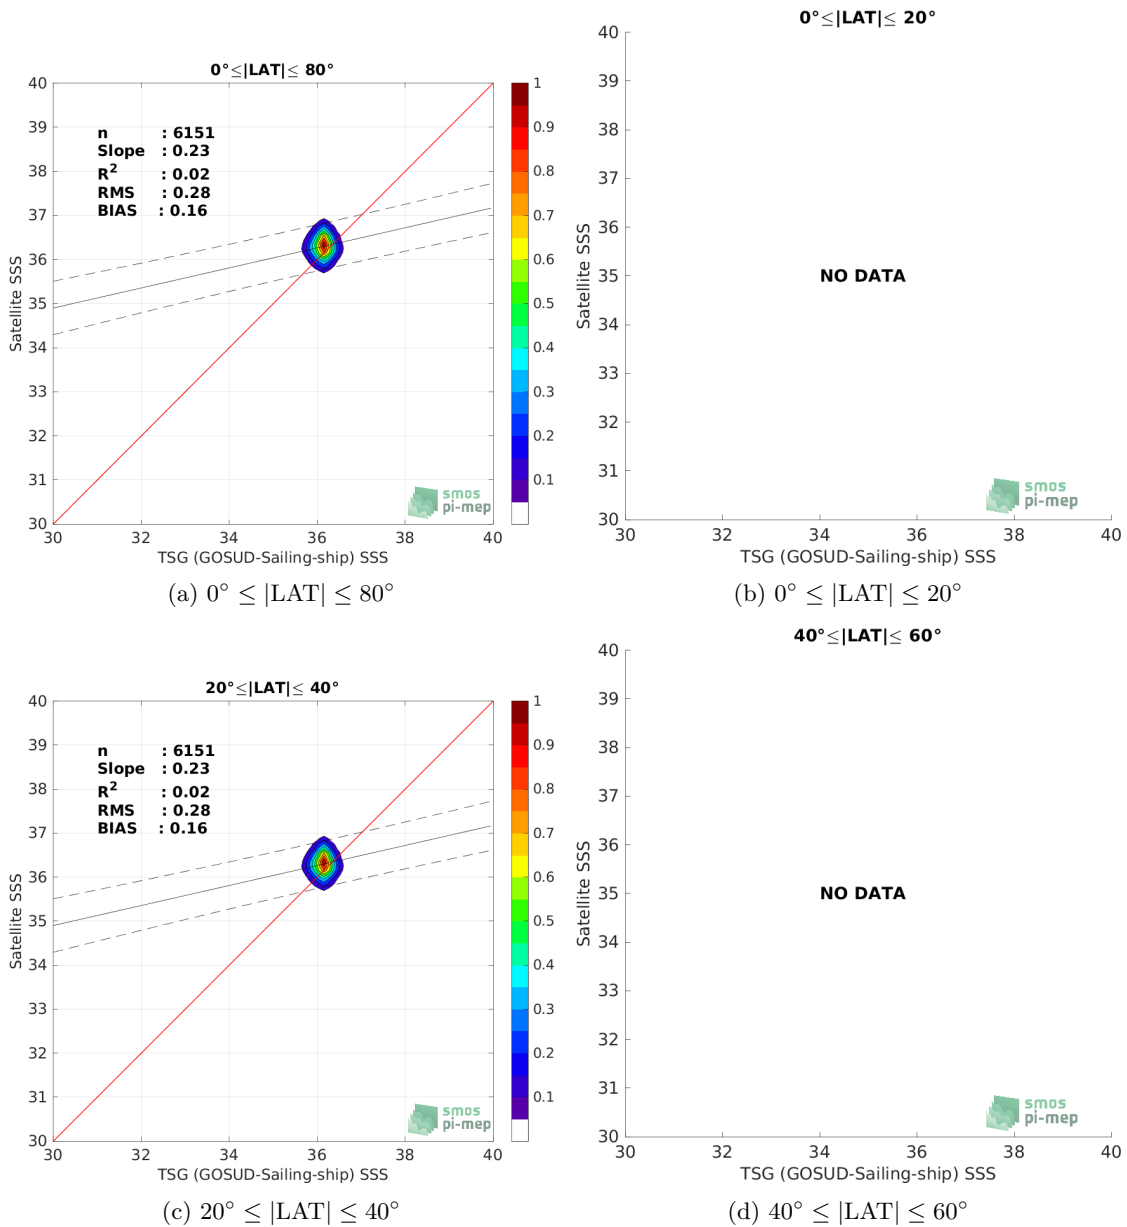 0°≤|LAT|≤ 80°
40
39
38
37
36
35
34
33
32
31
30
Satellite SSS
n : 6151
Slope : 0.23
R2 : 0.02
RMS : 0.28
BIAS : 0.16
1
0.9
0.8
0.7
0.6
0.5
0.4
0.3
0.2
0.1
smos
pi-mep
30 32 34 36 38 40
TSG (GOSUD-Sailing-ship) SSS
(a) 0° ≤ |LAT| ≤ 80°
0°≤|LAT|≤ 20°
40
39
38
37
36
35
34
33
32
31
30
Satellite SSS
NO DATA
smos
pi-mep
30 32 34 36 38 40
TSG (GOSUD-Sailing-ship) SSS
(b) 0° ≤ |LAT| ≤ 20°
20°≤|LAT|≤ 40°
40
39
38
37
36
35
34
33
32
31
30
Satellite SSS
n : 6151
Slope : 0.23
R2 : 0.02
RMS : 0.28
BIAS : 0.16
1
0.9
0.8
0.7
0.6
0.5
0.4
0.3
0.2
0.1
smos
pi-mep
30 32 34 36 38 40
TSG (GOSUD-Sailing-ship) SSS
(c) 20° ≤ |LAT| ≤ 40°
40°≤|LAT|≤ 60°
40
39
38
37
36
35
34
33
32
31
30
Satellite SSS
NO DATA
smos
pi-mep
30 32 34 36 38 40
TSG (GOSUD-Sailing-ship) SSS
(d) 40° ≤ |LAT| ≤ 60°